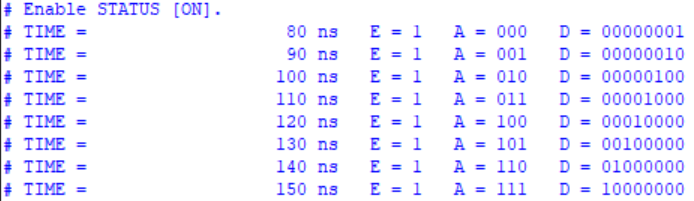 # Enable STATUS [ON].
# TIME =                   80 ns   E = 1   A = 000   D = 00000001
# TIME =                   90 ns   E = 1   A = 001   D = 00000010
# TIME =                  100 ns   E = 1   A = 010   D = 00000100
# TIME =                  110 ns   E = 1   A = 011   D = 00001000
# TIME =                  120 ns   E = 1   A = 100   D = 00010000
# TIME =                  130 ns   E = 1   A = 101   D = 00100000
# TIME =                  140 ns   E = 1   A = 110   D = 01000000
# TIME =                  150 ns   E = 1   A = 111   D = 10000000